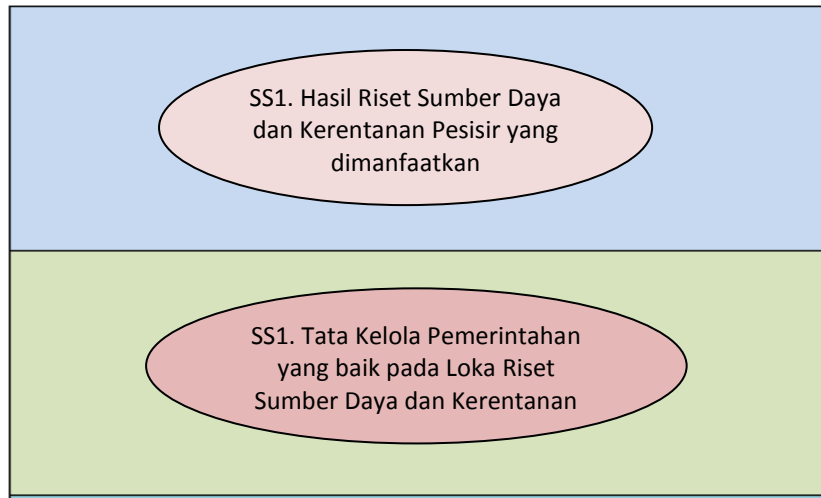 SS1. Hasil Riset Sumber Daya
dan Kerentanan Pesisir yang
dimanfaatkan
SS1. Tata Kelola Pemerintahan
yang baik pada Loka Riset
Sumber Daya dan Kerentanan